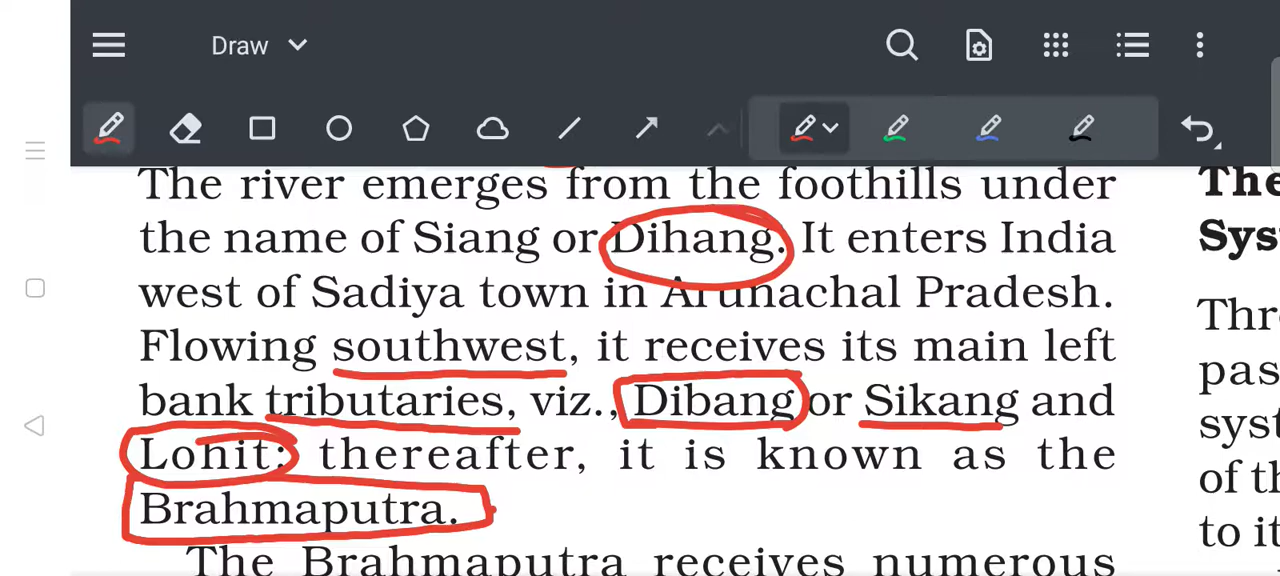 Draw
The river emerges from the foothills under
the name of Siang or Dihang. It enters India
west of Sadiya town in Arunachal Pradesh.
Flowing southwest, it receives its main left
bank tributaries, viz., Dibang or Sikang and
Lohit; thereafter, it is known as the
Brahmaputra.
The Brahmaputra receives numerous
The
Sys
Thr
pas
syst
of th
to it